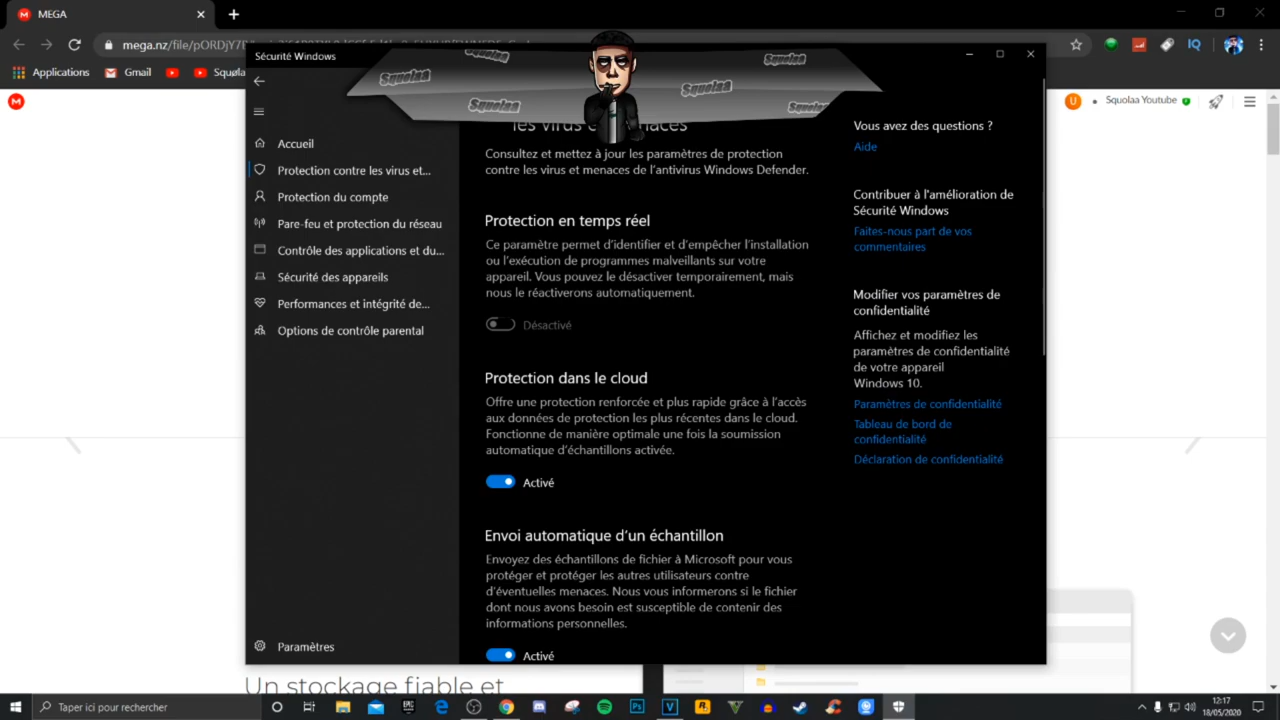 MEGA
mega.nz/file/pORDjY7
Applications
Gmail
Squøla
Squolaa Youtube
U
Sécurité Windows
Squolaa
Squolaa
Squolaa
Squolaa
Squolaa
Squolaa
Accueil
Protection contre les virus et...
Protection du compte
Pare-feu et protection du réseau
Contrôle des applications et du...
Sécurité des appareils
Performances et intégrité de...
Options de contrôle parental
Paramètres
les virus
Consultez et mettez à jour les paramètres de protection
contre les virus et menaces de l'antivirus Windows Defender.
Protection en temps réel
Ce paramètre permet d'identifier et d'empêcher l'installation
ou l'exécution de programmes malveillants sur votre
appareil. Vous pouvez le désactiver temporairement, mais
nous le réactiverons automatiquement.
Désactivé
Protection dans le cloud
Offre une protection renforcée et plus rapide grâce à l'accès
aux données de protection les plus récentes dans le cloud.
Fonctionne de manière optimale une fois la soumission
automatique d'échantillons activée.
Activé
Envoi automatique d'un échantillon
Envoyez des échantillons de fichier à Microsoft pour vous
protéger et protéger les autres utilisateurs contre
d'éventuelles menaces. Nous vous informerons si le fichier
dont nous avons besoin est susceptible de contenir des
informations personnelles.
Activé
Vous avez des questions ?
Aide
Contribuer à l'amélioration de
Sécurité Windows
Faites-nous part de vos
commentaires
Modifier vos paramètres de
confidentialité
Affichez et modifiez les
paramètres de confidentialité
de votre appareil
Windows 10.
Paramètres de confidentialité
Tableau de bord de
confidentialité
Déclaration de confidentialité
Un stockage fiable et
Taper ici pour rechercher
12:17
18/05/2020